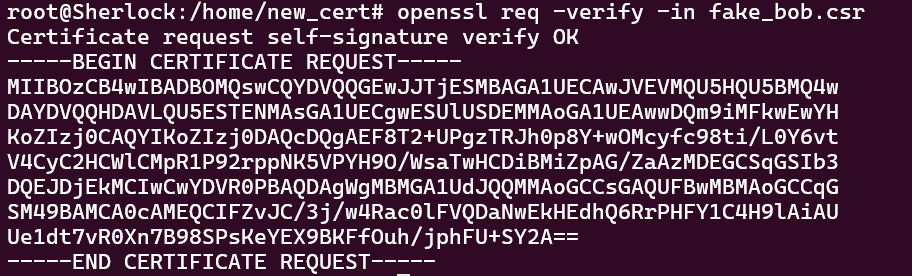 root@Sherlock:/home/new_cert# openssl req -verify -in fake_bob.csr
Certificate request self-signature verify OK
-----BEGIN CERTIFICATE REQUEST-----
MIIBOzCB4wIBADBOMQswCQYDVQQGEwJJTjESMBAGA1UECAwJVEVMQU5HQU5BMQ4w
DAYDVQQHDAVLQU5ESTENMAsGA1UECgwESUlUSDEMMAoGA1UEAwwDQm9iMFkwEwYH
KoZIzj0CAQYIKoZIzj0DAQcDQgAEF8T2+UPgzTRJh0p8Y+wOMcyfc98ti/L0Y6vt
V4CyC2HCWlCMpR1P92rppNK5VPYH9O/WsaTwHCDiBMiZpAG/ZaAzMDEGCSqGSIb3
DQEJDjEkMCIwCwYDVR0PBAQDAgWgMBMGA1UdJQQMMAoGCCsGAQUFBwMBMAoGCCqG
SM49BAMCA0cAMEQCIFZvJC/3j/w4Rac0lFVQDaNwEkHEdhQ6RrPHFY1C4H9lAiAU
Ue1dt7vR0Xn7B98SPsKeYEX9BKFfOuh/jphFU+SY2A==
-----END CERTIFICATE REQUEST-----